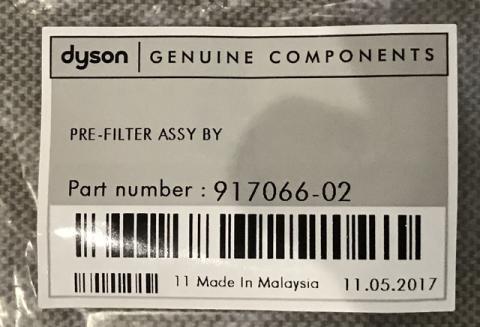 dyson GENUINE COMPONENTS
PRE-FILTER ASSY BY
Part number : 917066-02
11 Made In Malaysia 11.05.2017